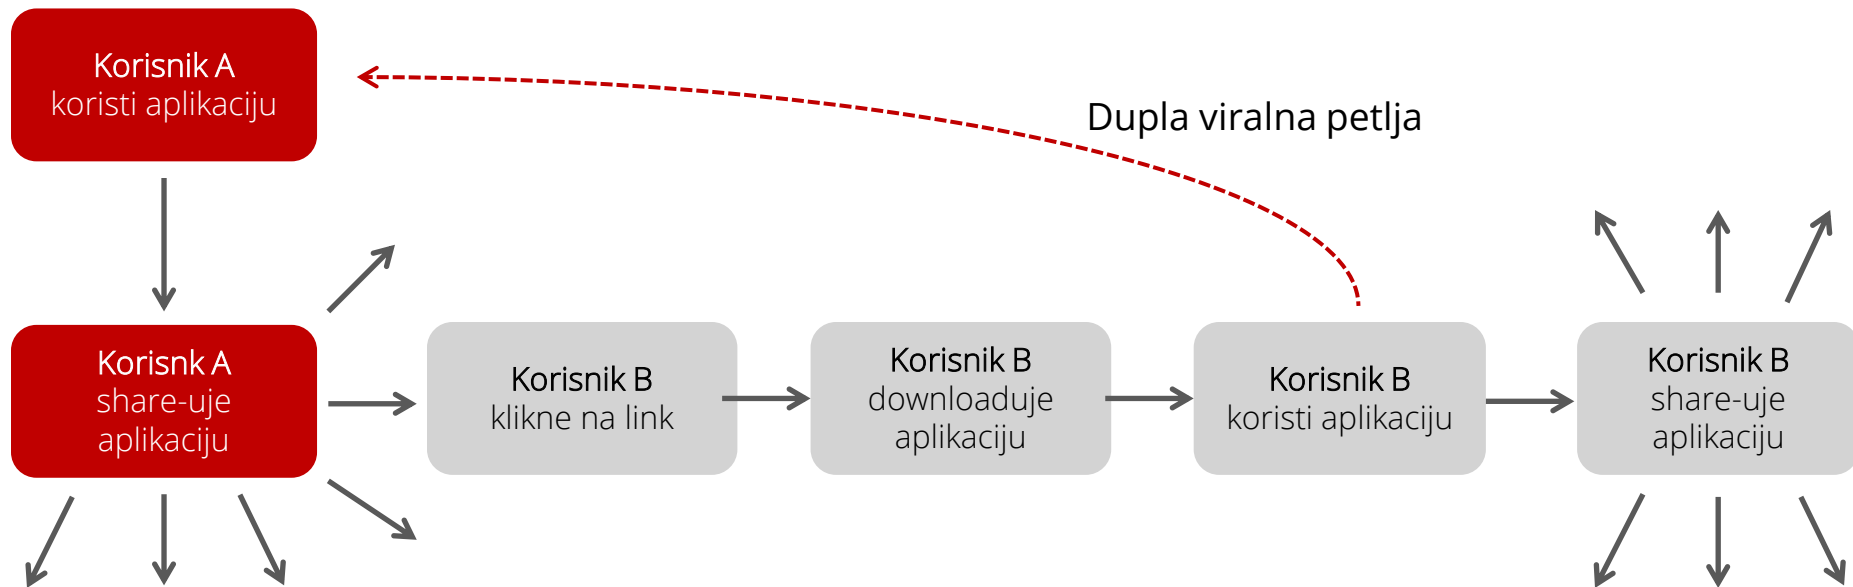 Korisnik A
koristi aplikaciju
Dupla viralna petlja
Korisnk A
share-uje
aplikaciju
Korisnik B
klikne na link
Korisnik B
downloaduje
aplikaciju
Korisnik B
koristi aplikaciju
Korisnik B
share-uje
aplikaciju